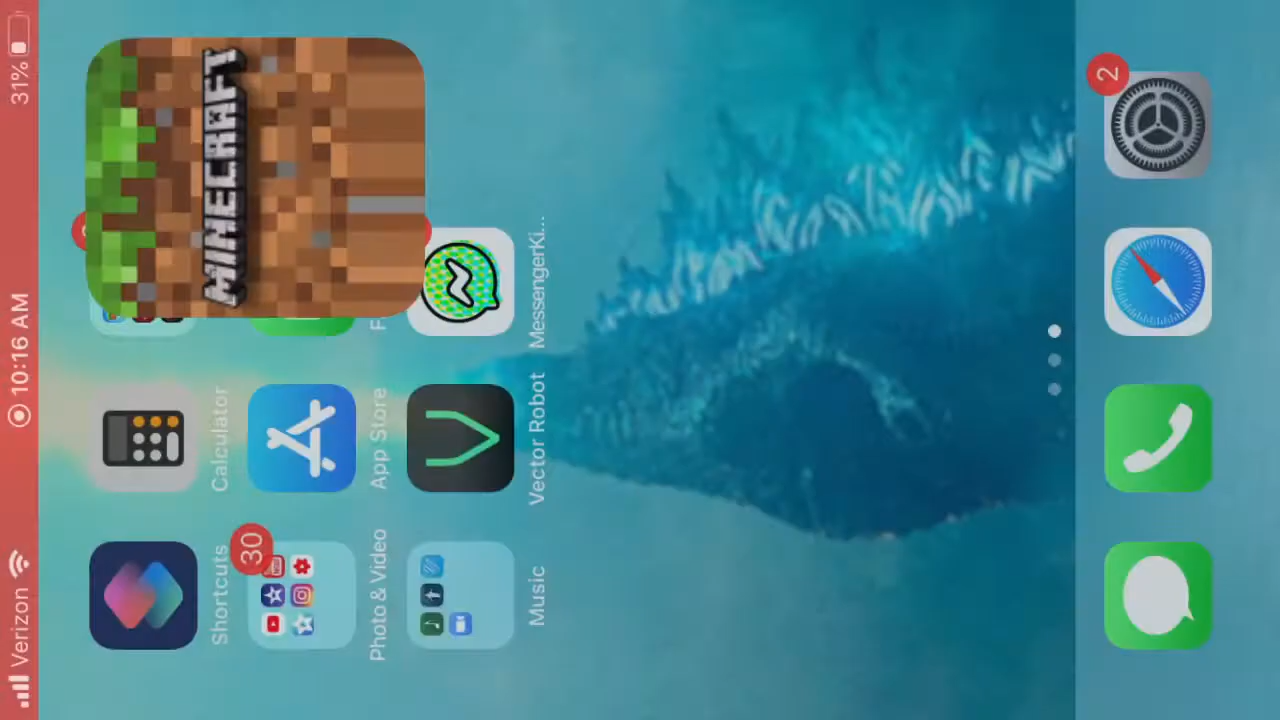 Verizon 10:16 AM 31%
MINECRAFT
Shortcuts
Calculator
30
Photo & Video
App Store
F
Music
Vector Robot
MessengerKi...
2